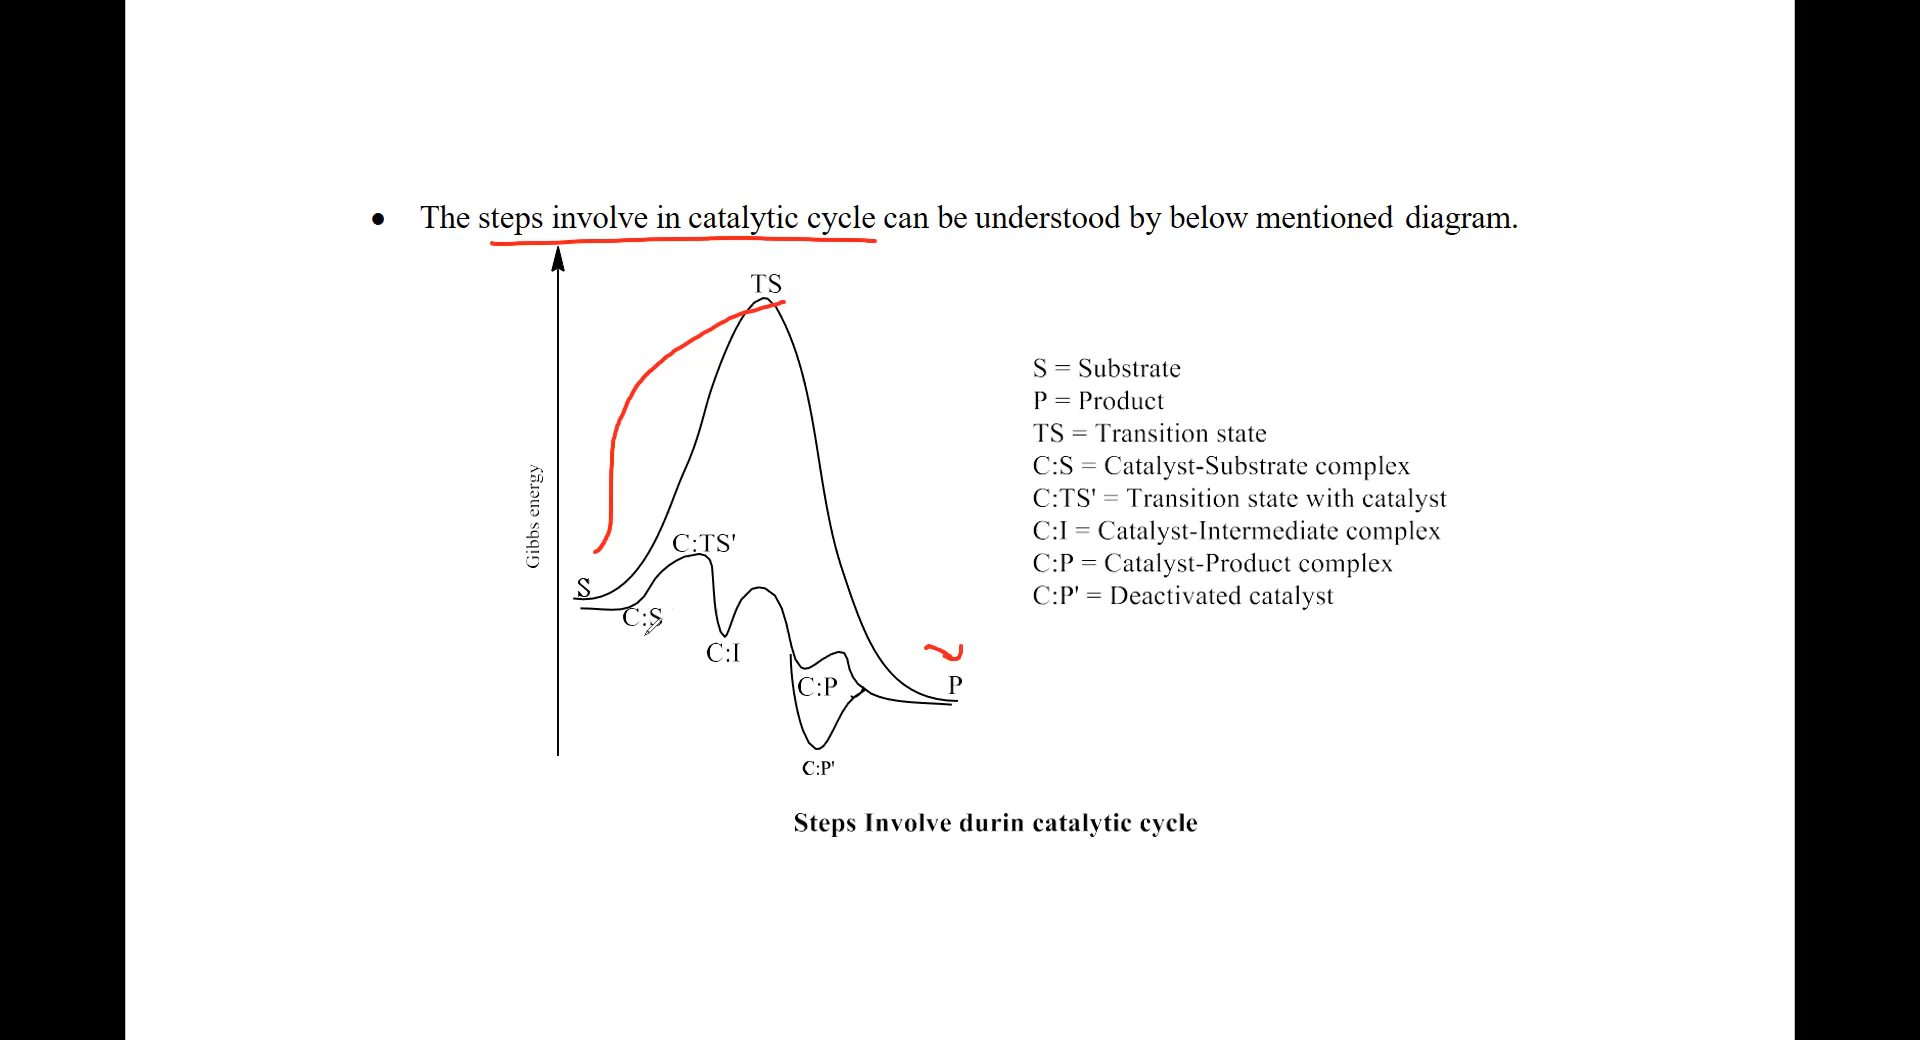 • The steps involve in catalytic cycle can be understood by below mentioned diagram.
TS
S = Substrate
P = Product
TS = Transition state
C:S = Catalyst-Substrate complex
C:TS' = Transition state with catalyst
C:I = Catalyst-Intermediate complex
C:P = Catalyst-Product complex
C:P' = Deactivated catalyst
Gibbs energy
C:TS'
S
C:S
C:I
C:P
P
C:P'
Steps Involve durin catalytic cycle